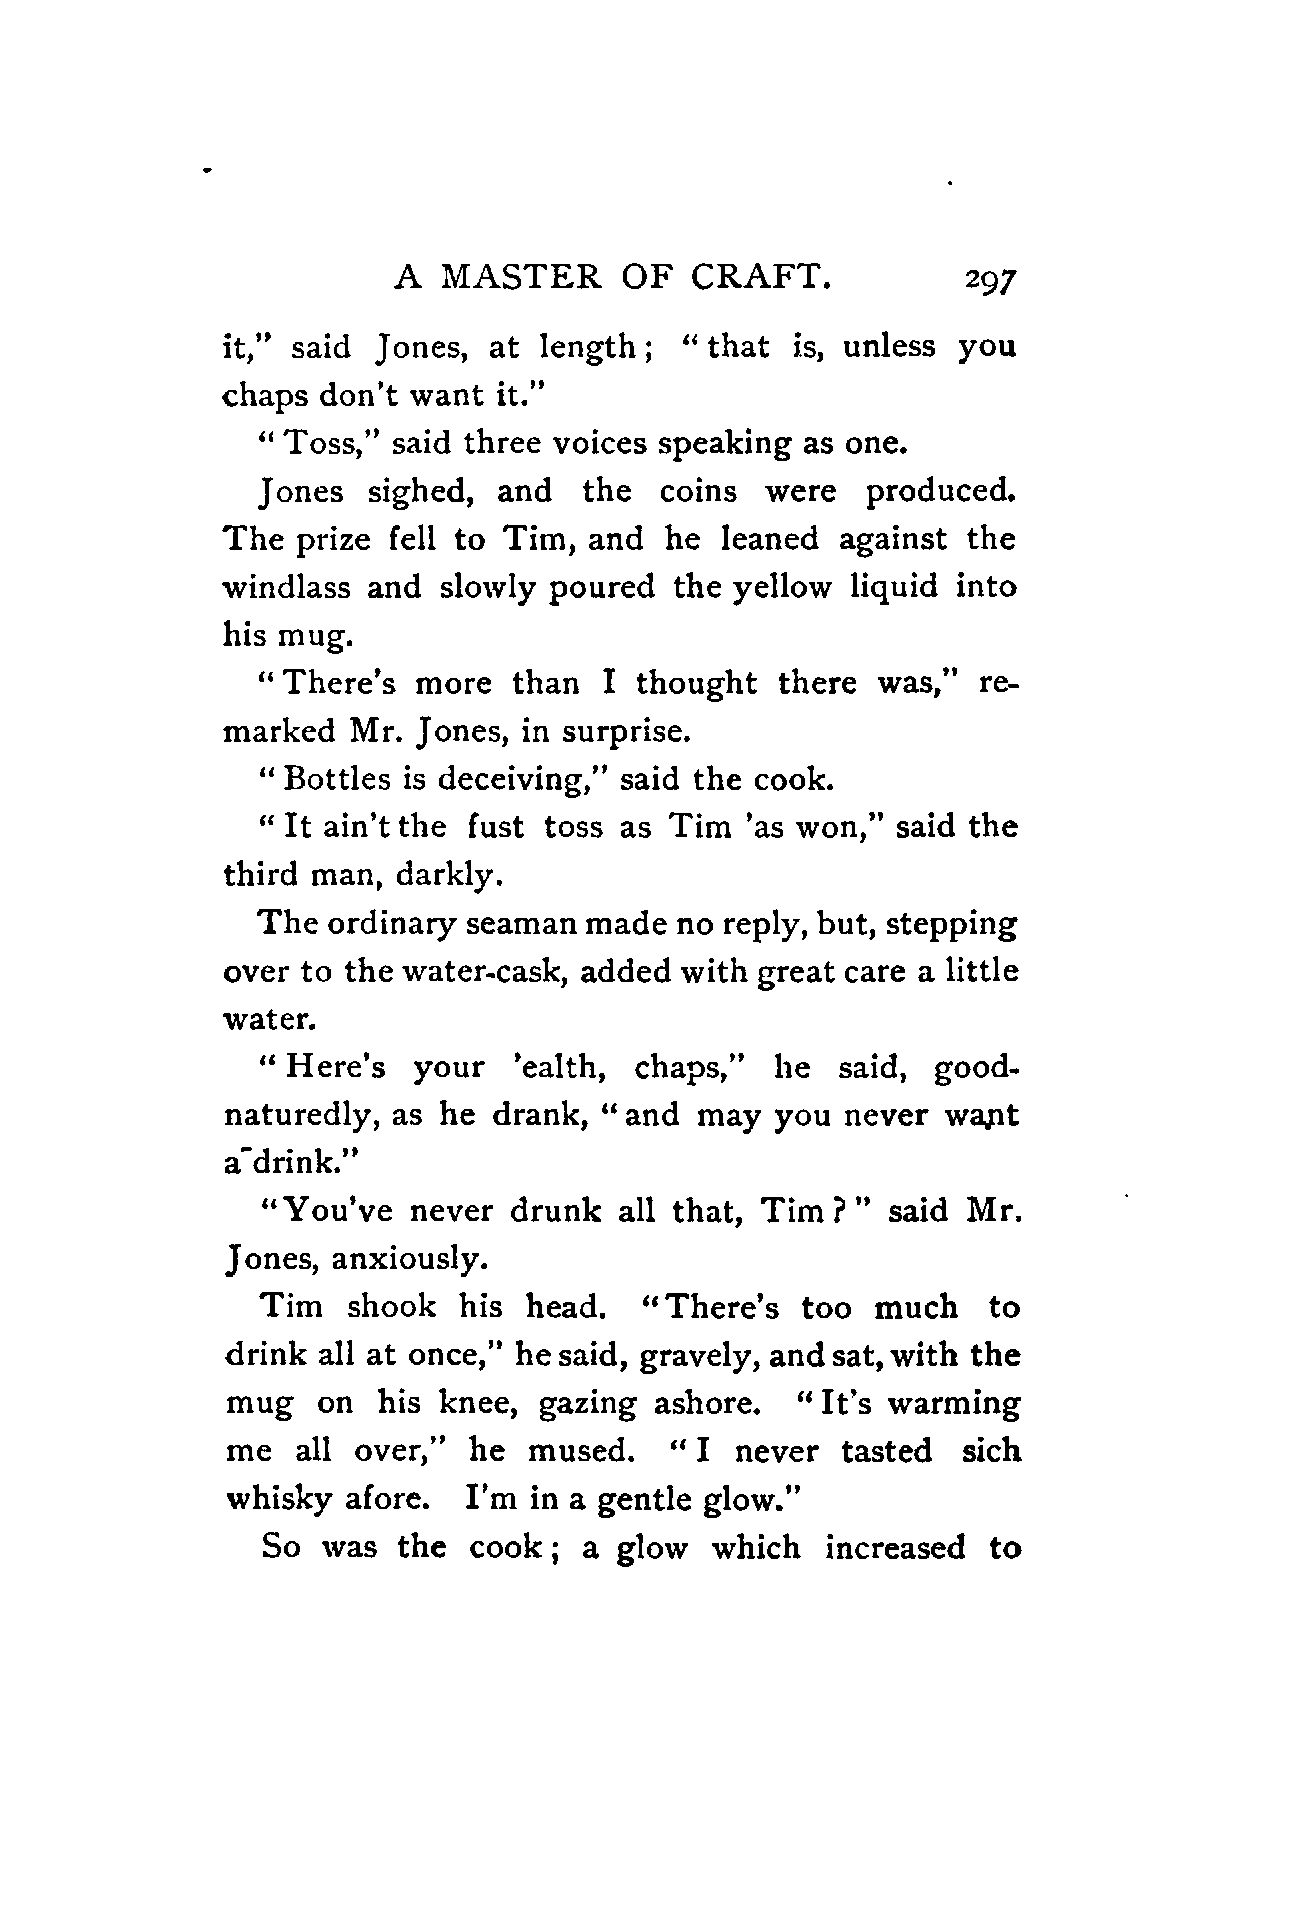 A MASTER OF CRAFT. 297
it," said Jones, at length; "that is, unless you
chaps don't want it."
"Toss," said three voices speaking as one.
Jones sighed, and the coins were produced.
The prize fell to Tim, and he leaned against the
windlass and slowly poured the yellow liquid into
his mug.
"There's more than I thought there was," re-
marked Mr. Jones, in surprise.
"Bottles is deceiving," said the cook.
"It ain't the fust toss as Tim 'as won," said the
third man, darkly.
The ordinary seaman made no reply, but, stepping
over to the water-cask, added with great care a little
water.
"Here's your 'ealth, chaps," he said, good-
naturedly, as he drank, "and may you never want
a drink."
"You've never drunk all that, Tim?" said Mr.
Jones, anxiously.
Tim shook his head. "There's too much to
drink all at once," he said, gravely, and sat, with the
mug on his knee, gazing ashore. "It's warming
me all over," he mused. "I never tasted sich
whisky afore. I'm in a gentle glow."
So was the cook; a glow which increased to